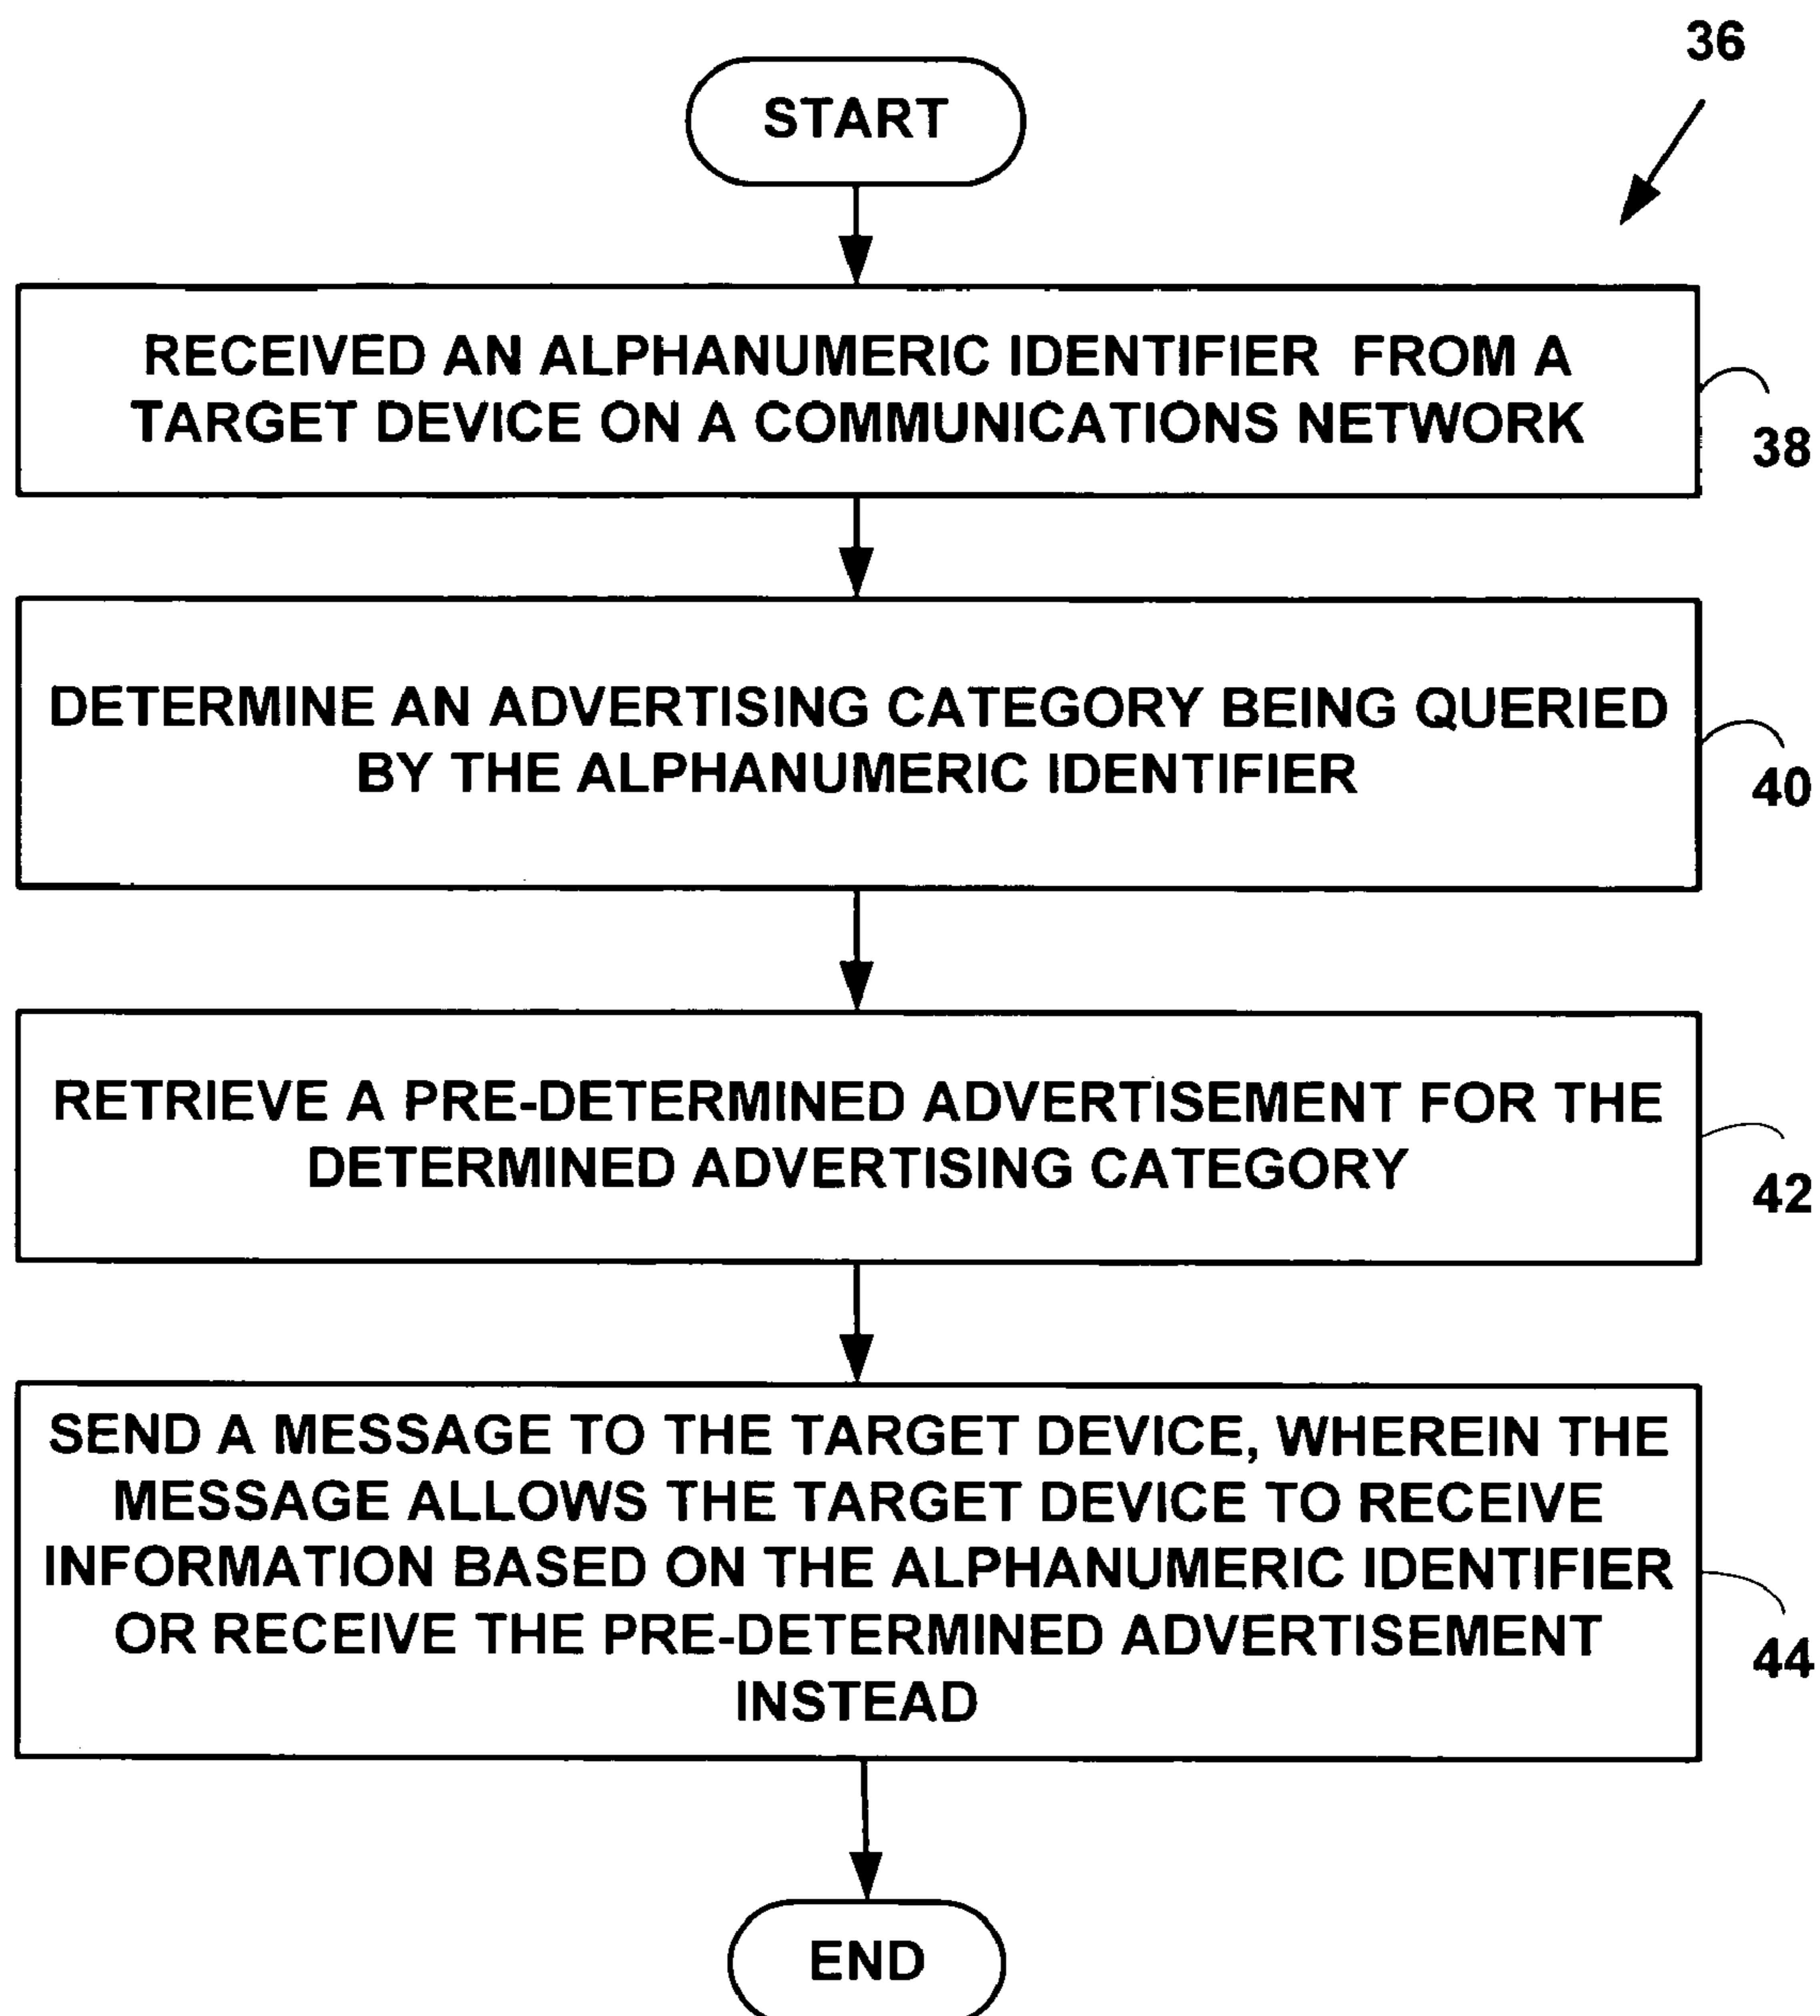 36
START
RECEIVED AN ALPHANUMERIC IDENTIFIER FROM A
TARGET DEVICE ON A COMMUNICATIONS NETWORK
38
DETERMINE AN ADVERTISING CATEGORY BEING QUERIED
BY THE ALPHANUMERIC IDENTIFIER
40
RETRIEVE A PRE-DETERMINED ADVERTISEMENT FOR THE
DETERMINED ADVERTISING CATEGORY
42
SEND A MESSAGE TO THE TARGET DEVICE, WHEREIN THE
MESSAGE ALLOWS THE TARGET DEVICE TO RECEIVE
INFORMATION BASED ON THE ALPHANUMERIC IDENTIFIER
OR RECEIVE THE PRE-DETERMINED ADVERTISEMENT
INSTEAD
44
END